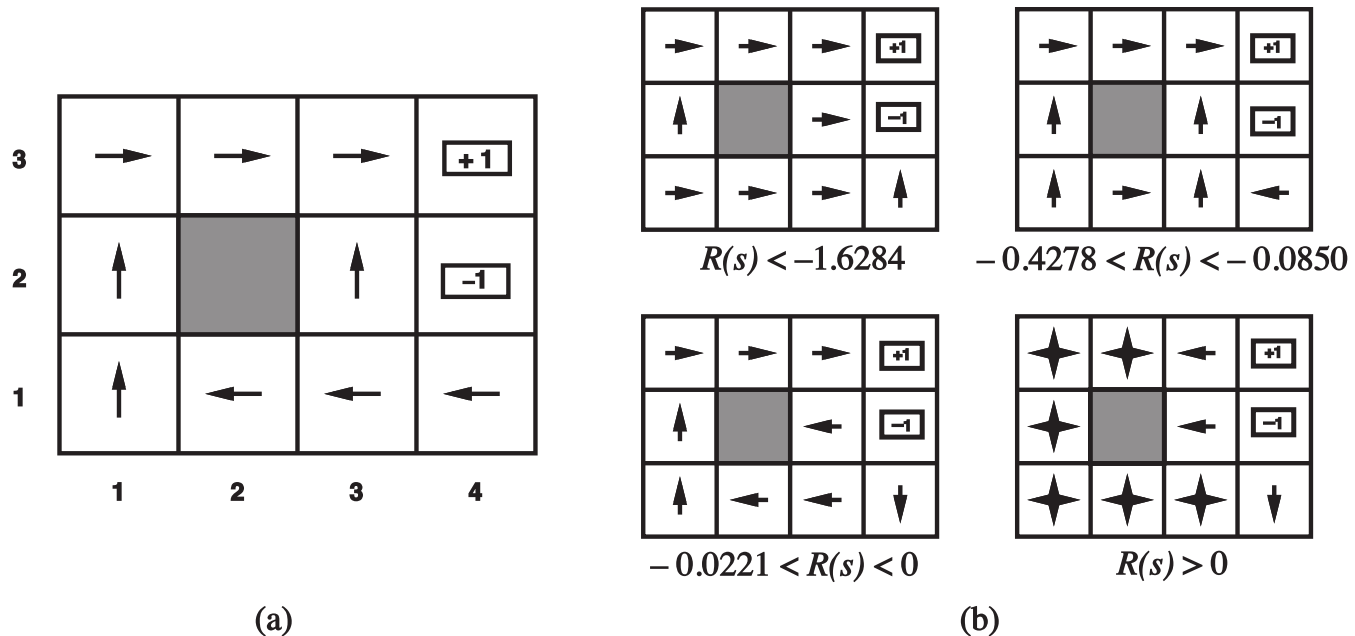 3
+ 1
2
–1
1
1 2 3 4
(a)
+1
–1
R(s) < –1.6284
+1
–1
– 0.4278 < R(s) < – 0.0850
+1
–1
– 0.0221 < R(s) < 0
+1
–1
R(s) > 0
(b)